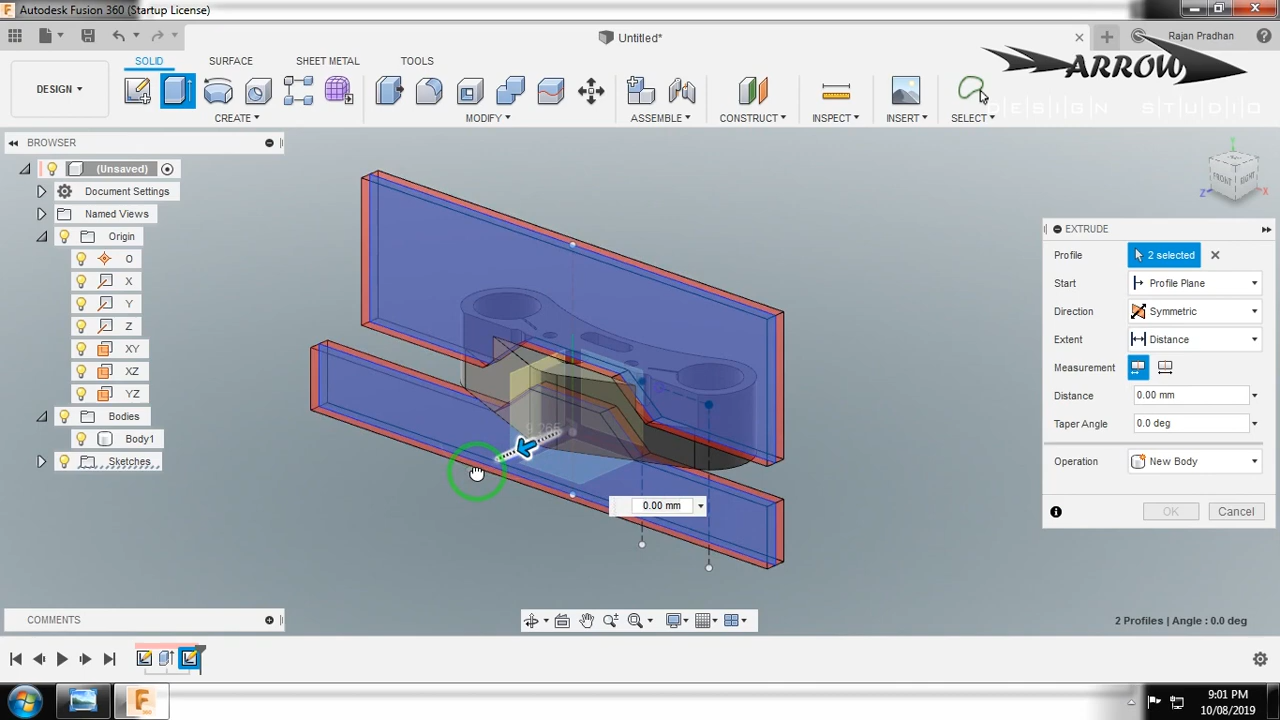 Autodesk Fusion 360 (Startup License)
Untitled*
Rajan Pradhan
ARROW
DESIGN STUDIO
DESIGN
SOLID
SURFACE
SHEET METAL
TOOLS
CREATE
MODIFY
ASSEMBLE
CONSTRUCT
INSPECT
INSERT
SELECT
BROWSER
(Unsaved)
Document Settings
Named Views
Origin
O
X
Y
Z
XY
XZ
YZ
Bodies
Body1
Sketches
FRONT
RIGHT
Y
Z
X
EXTRUDE
Profile 2 selected
Start Profile Plane
Direction Symmetric
Extent Distance
Measurement
Distance 0.00 mm
Taper Angle 0.0 deg
Operation New Body
OK Cancel
0.00 mm
COMMENTS
2 Profiles | Angle : 0.0 deg
9:01 PM
10/08/2019